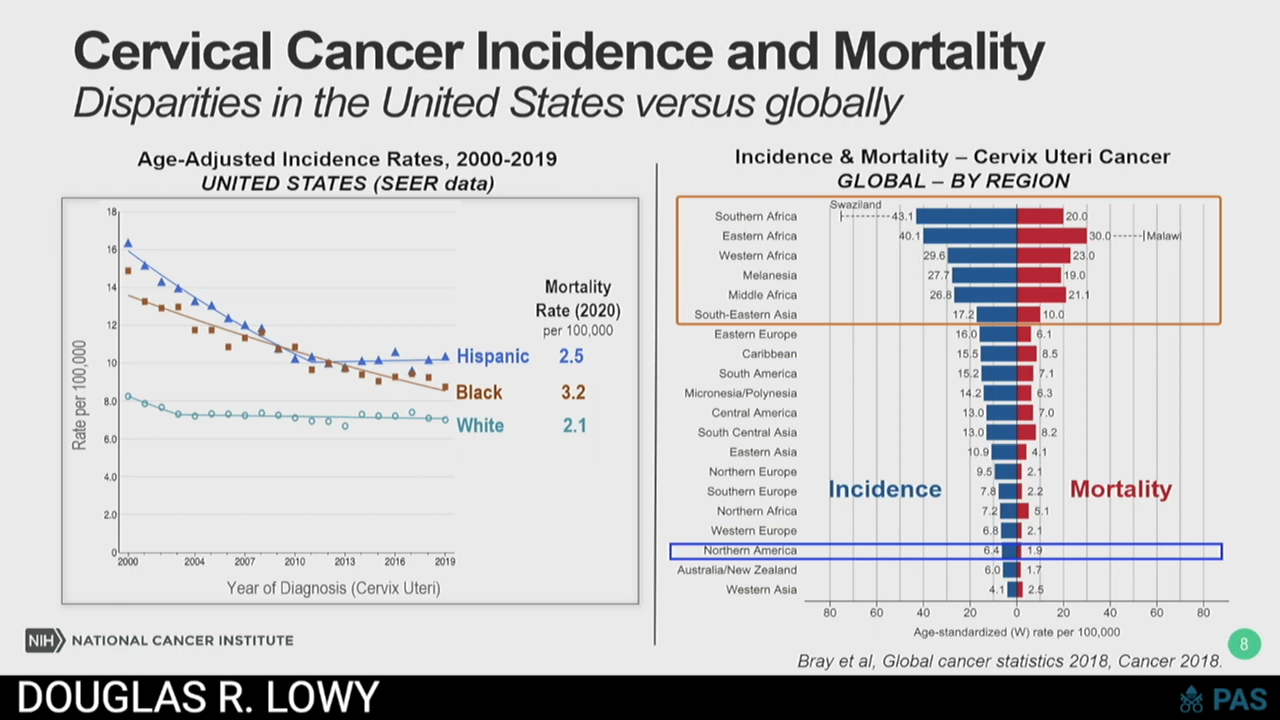 Cervical Cancer Incidence and Mortality
Disparities in the United States versus globally
Age-Adjusted Incidence Rates, 2000-2019
UNITED STATES (SEER data)
18
16
14
12
10
8.0
6.0
4.0
2.0
0
Rate per 100,000
2000
2004
2007
2010
2013
2016
2019
Year of Diagnosis (Cervix Uteri)
Mortality
Rate (2020)
per 100,000
Hispanic 2.5
Black 3.2
White 2.1
Incidence & Mortality – Cervix Uteri Cancer
GLOBAL – BY REGION
Swaziland
Southern Africa 43.1 20.0
Eastern Africa 40.1 30.0 Malawi
Western Africa 29.6 23.0
Melanesia 27.7 19.0
Middle Africa 26.8 21.1
South-Eastern Asia 17.2 10.0
Eastern Europe 16.0 6.1
Caribbean 15.5 8.5
South America 15.2 7.1
Micronesia/Polynesia 14.2 6.3
Central America 13.0 7.0
South Central Asia 13.0 8.2
Eastern Asia 10.9 4.1
Northern Europe 9.5 2.1
Southern Europe 7.8 2.2
Northern Africa 7.2 5.1
Western Europe 6.8 2.1
Northern America 6.4 1.9
Australia/New Zealand 6.0 1.7
Western Asia 4.1 2.5
Incidence
Mortality
80 60 40 20 0 20 40 60 80
Age-standardized (W) rate per 100,000
NIH NATIONAL CANCER INSTITUTE
8
Bray et al, Global cancer statistics 2018, Cancer 2018.
DOUGLAS R. LOWY
PAS